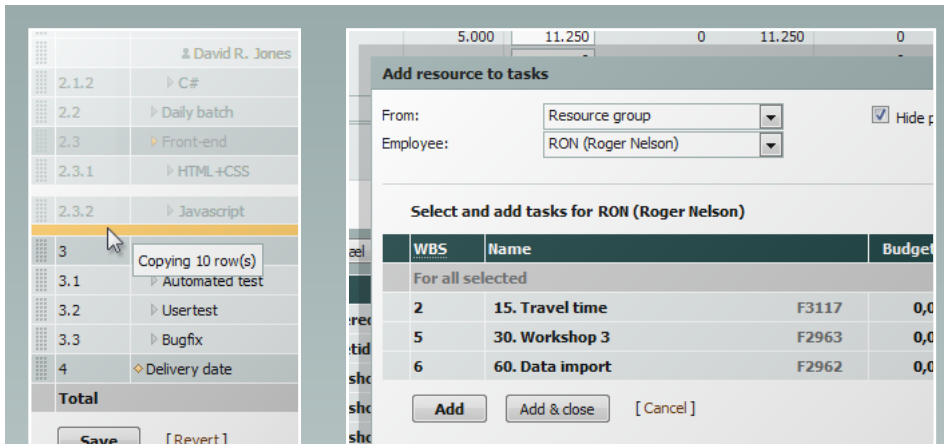 David R. Jones
2.1.2 C#
2.2 Daily batch
2.3 Front-end
2.3.1 HTML+CSS
2.3.2 Javascript
3
Copying 10 row(s)
3.1 Automated test
3.2 Usertest
3.3 Bugfix
4 Delivery date
Total
Save [Revert]
5.000 11.250 0 11.250 0
Add resource to tasks
From: Resource group Hide
Employee: RON (Roger Nelson)
Select and add tasks for RON (Roger Nelson)
WBS Name Budget
For all selected
2 15. Travel time F3117 0,0
5 30. Workshop 3 F2963 0,0
6 60. Data import F2962 0,0
Add Add & close [Cancel]